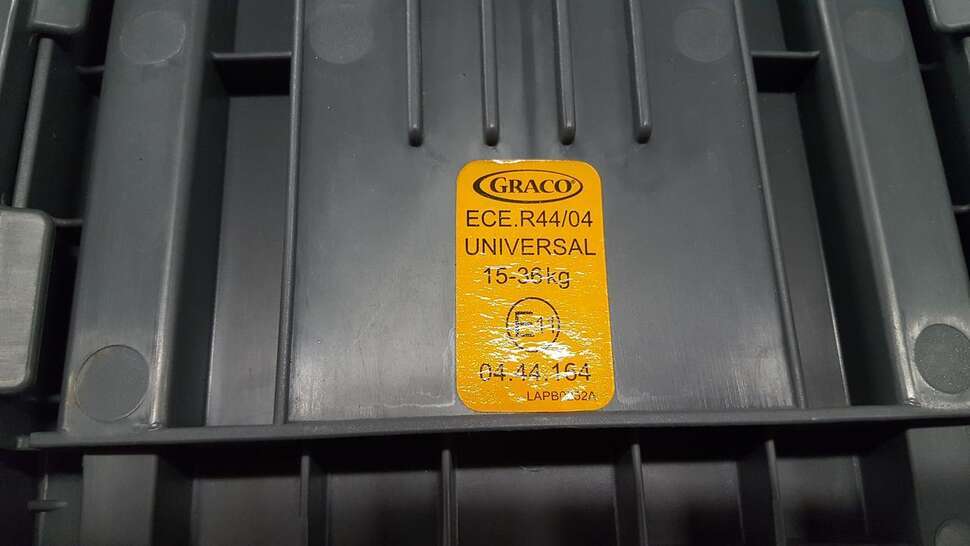 GRACO®
ECE.R44/04
UNIVERSAL
15-36kg
E11
04.44.164